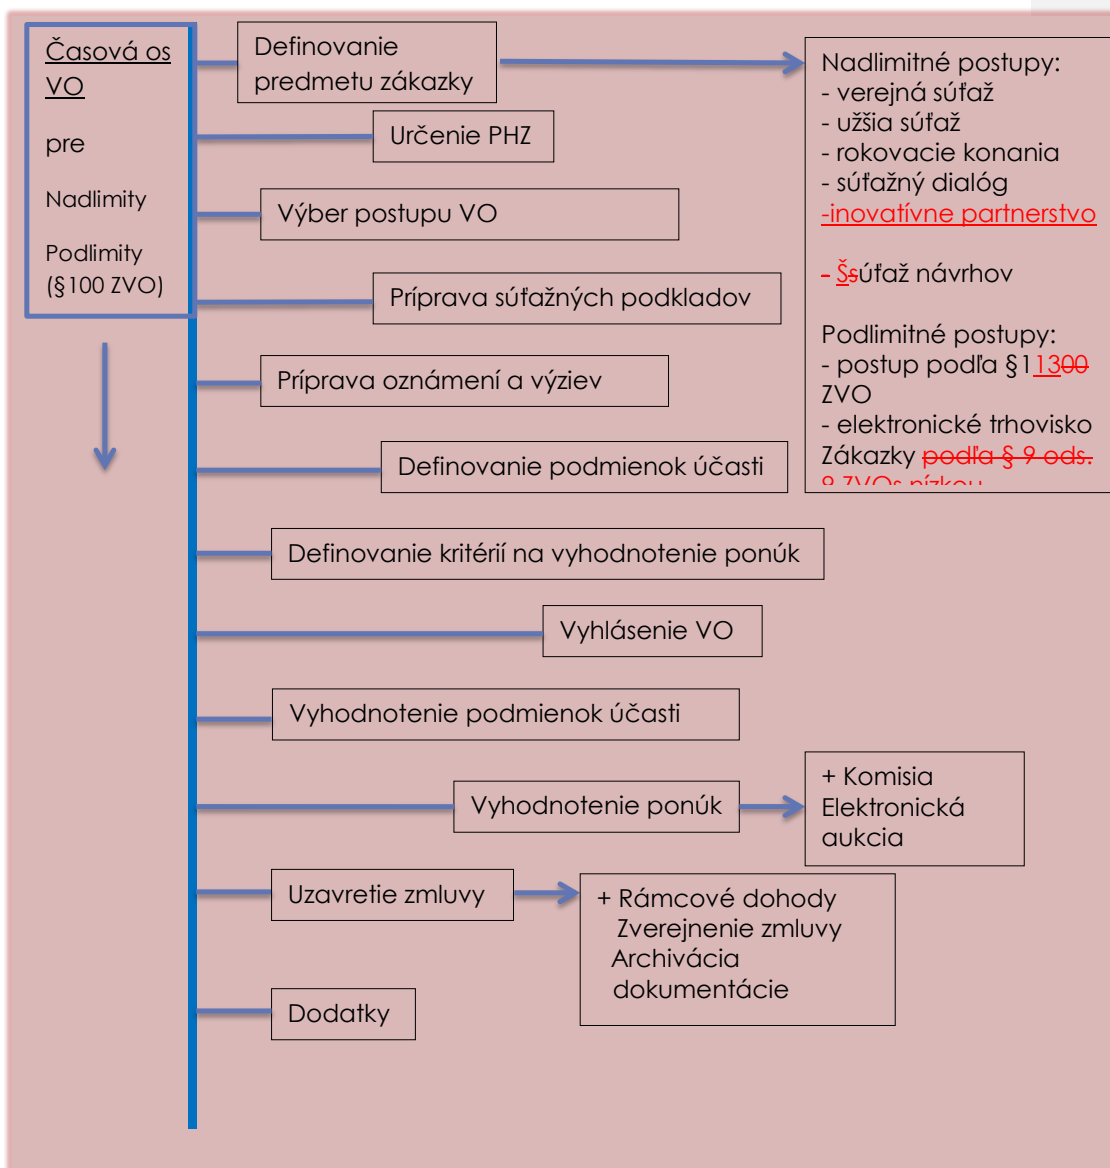 Časová os
VO
pre
Nadlimity
Podlimity
(§100 ZVO)
Definovanie
predmetu zákazky
Nadlimitné postupy:
- verejná súťaž
- užšia súťaž
- rokovacie konania
- súťažný dialóg
-inovatívne partnerstvo
- Šsúťaž návrhov
Podlimitné postupy:
- postup podľa §11300
ZVO
- elektronické trhovisko
Zákazky podľa § 9 ods.
9 ZVOs nízkou
Určenie PHZ
Výber postupu VO
Príprava súťažných podkladov
Príprava oznámení a výziev
Definovanie podmienok účasti
Definovanie kritérií na vyhodnotenie ponúk
Vyhlásenie VO
Vyhodnotenie podmienok účasti
Vyhodnotenie ponúk
+ Komisia
Elektronická
aukcia
Uzavretie zmluvy
+ Rámcové dohody
Zverejnenie zmluvy
Archivácia
dokumentácie
Dodatky